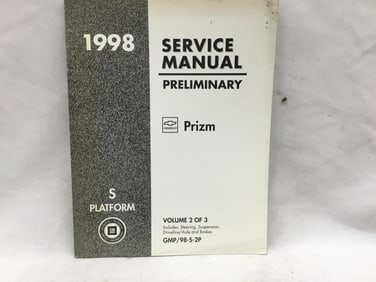 1998
SERVICE
MANUAL
PRELIMINARY
Prizm
S
PLATFORM
VOLUME 2 OF 3
Includes: Steering, Suspension,
Driveline/Axle and Brakes
GMP/98-S-2P